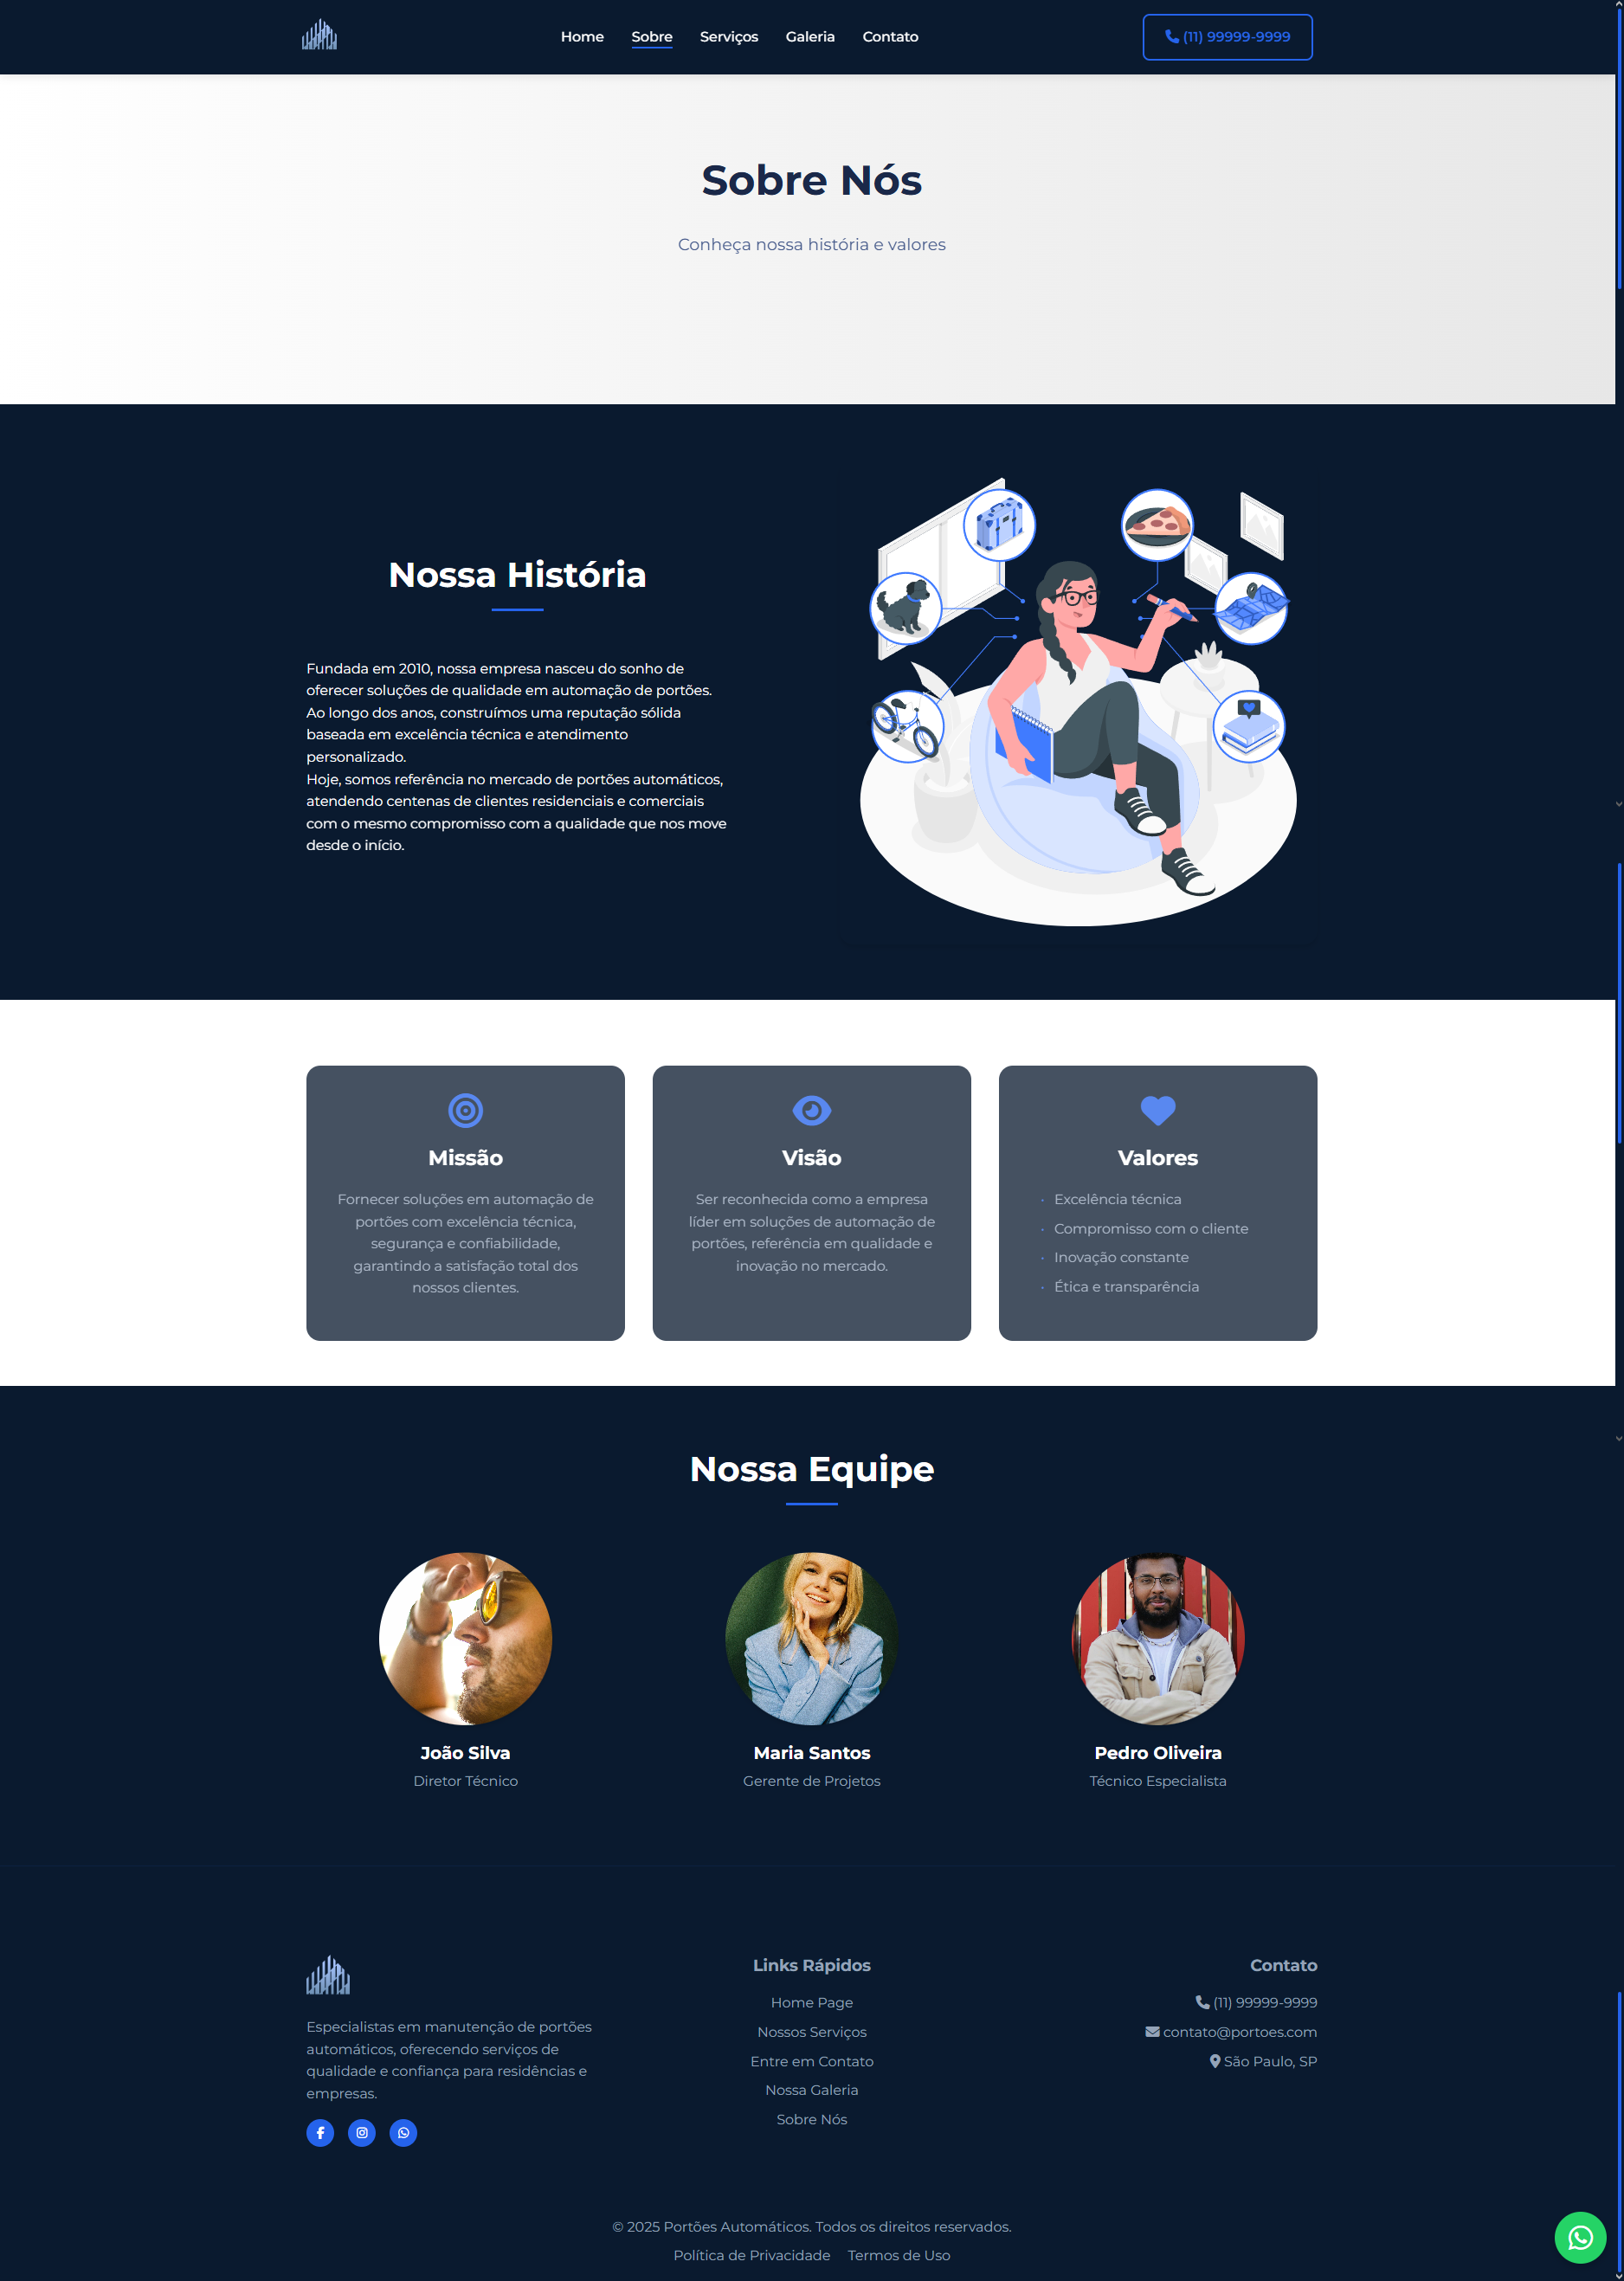 Home Sobre Serviços Galeria Contato (11) 99999-9999
Sobre Nós
Conheça nossa história e valores
Nossa História
Fundada em 2010, nossa empresa nasceu do sonho de
oferecer soluções de qualidade em automação de portões.
Ao longo dos anos, construímos uma reputação sólida
baseada em excelência técnica e atendimento
personalizado.
Hoje, somos referência no mercado de portões automáticos,
atendendo centenas de clientes residenciais e comerciais
com o mesmo compromisso com a qualidade que nos move
desde o início.
Missão
Fornecer soluções em automação de
portões com excelência técnica,
segurança e confiabilidade,
garantindo a satisfação total dos
nossos clientes.
Visão
Ser reconhecida como a empresa
líder em soluções de automação de
portões, referência em qualidade e
inovação no mercado.
Valores
Excelência técnica
Compromisso com o cliente
Inovação constante
Ética e transparência
Nossa Equipe
João Silva
Diretor Técnico
Maria Santos
Gerente de Projetos
Pedro Oliveira
Técnico Especialista
Especialistas em manutenção de portões
automáticos, oferecendo serviços de
qualidade e confiança para residências e
empresas.
Links Rápidos
Home Page
Nossos Serviços
Entre em Contato
Nossa Galeria
Sobre Nós
Contato
(11) 99999-9999
contato@portoes.com
São Paulo, SP
© 2025 Portões Automáticos. Todos os direitos reservados.
Política de Privacidade Termos de Uso